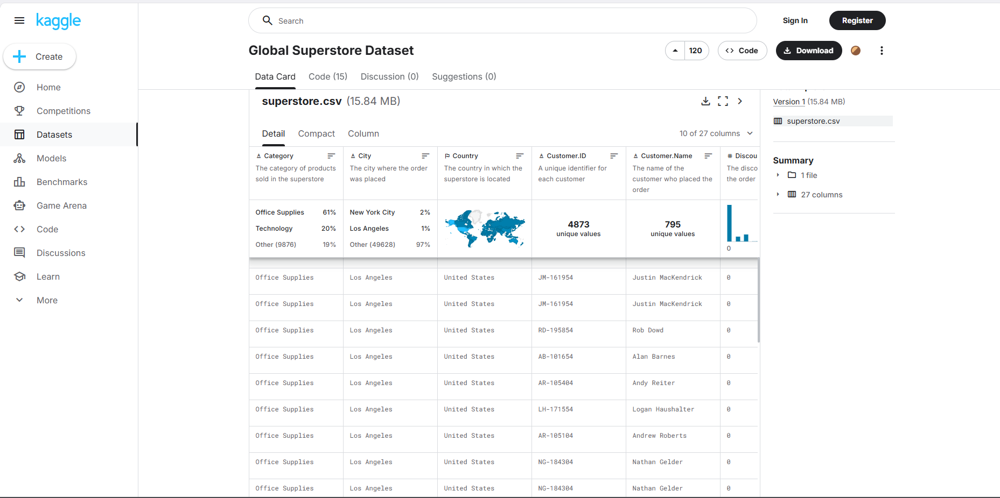 kaggle
Search
Sign In
Register
Create
Home
Competitions
Datasets
Models
Benchmarks
Game Arena
Code
Discussions
Learn
More
Global Superstore Dataset
120
Code
Download
Data Card
Code (15)
Discussion (0)
Suggestions (0)
superstore.csv (15.84 MB)
Detail
Compact
Column
10 of 27 columns
Category
City
Country
Customer.ID
Customer.Name
# Discou
The category of products
sold in the superstore
The city where the order
was placed
The country in which the
superstore is located
A unique identifier for
each customer
The name of the
customer who placed the
order
The disco
the order
Office Supplies 61%
Technology 20%
Other (9876) 19%
New York City 2%
Los Angeles 1%
Other (49628) 97%
4873
unique values
795
unique values
0
Office Supplies Los Angeles United States JM-161954 Justin MacKendrick 0
Office Supplies Los Angeles United States JM-161954 Justin MacKendrick 0
Office Supplies Los Angeles United States RD-195854 Rob Dowd 0
Office Supplies Los Angeles United States AB-101654 Alan Barnes 0
Office Supplies Los Angeles United States AR-105404 Andy Reiter 0
Office Supplies Los Angeles United States LH-171554 Logan Haushalter 0
Office Supplies Los Angeles United States AR-105104 Andrew Roberts 0
Office Supplies Los Angeles United States NG-184304 Nathan Gelder 0
Office Supplies Los Angeles United States NG-184304 Nathan Gelder 0
Version 1 (15.84 MB)
superstore.csv
Summary
1 file
27 columns